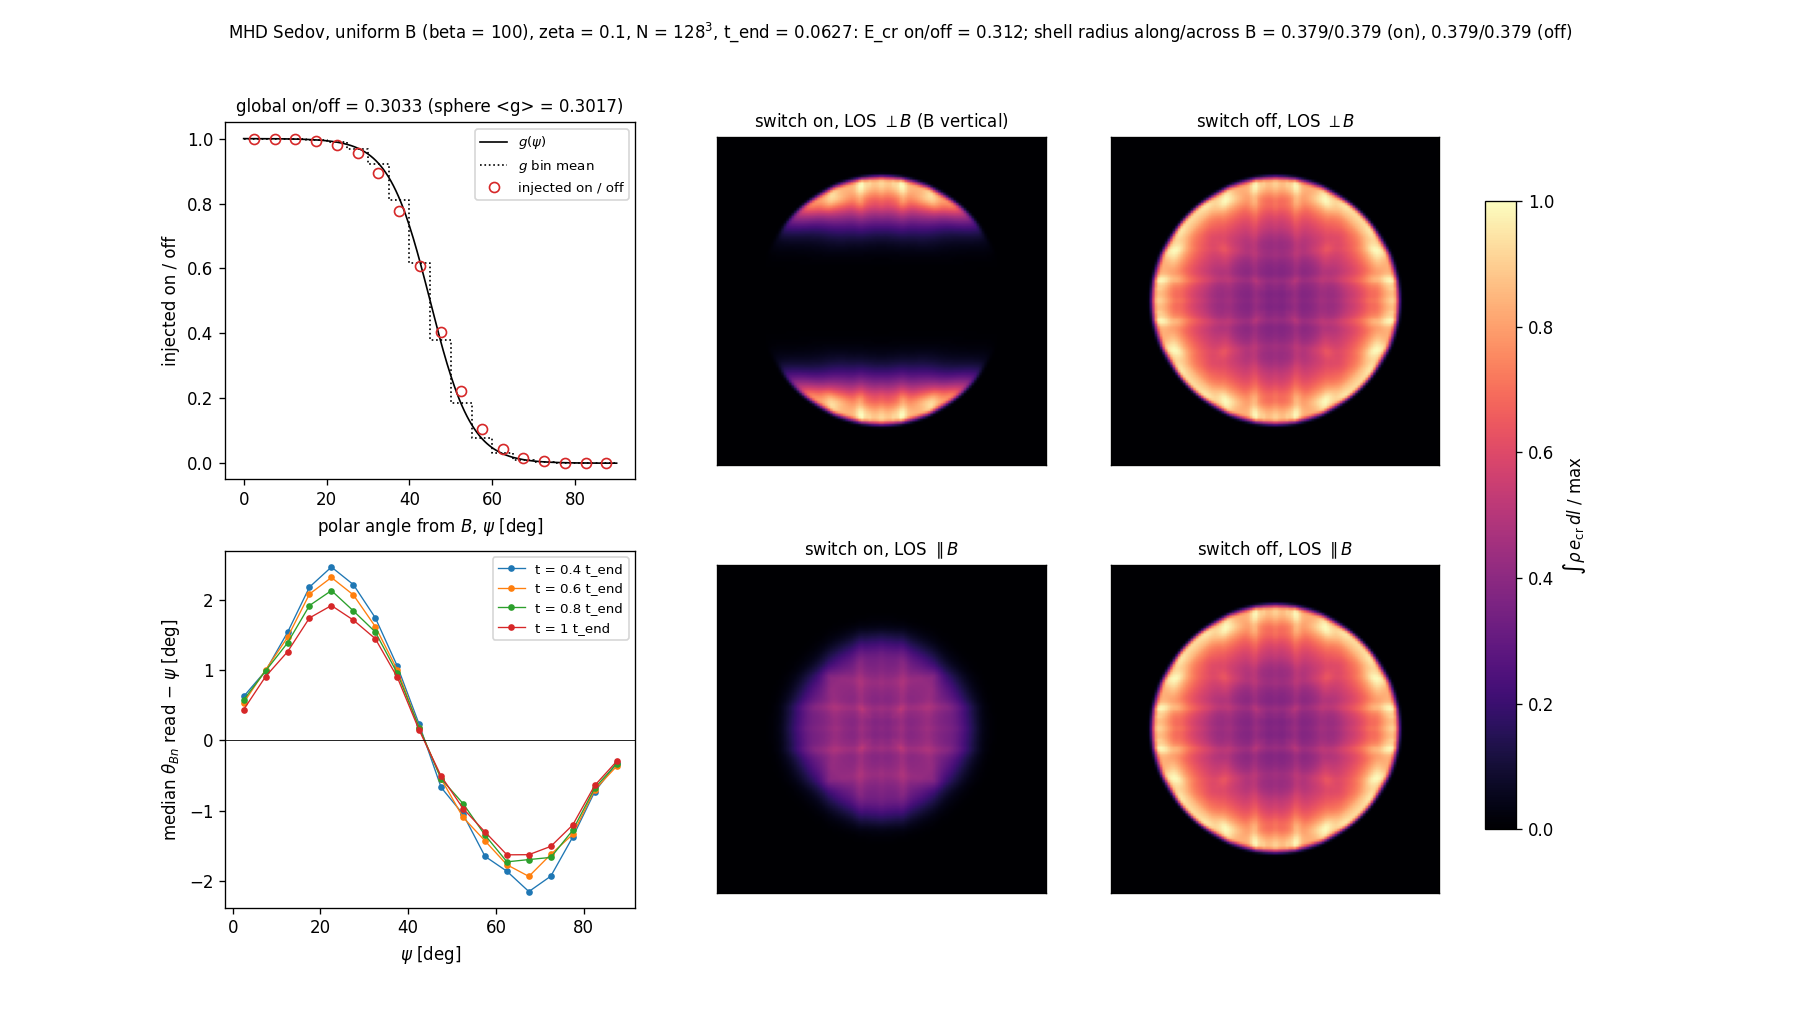 MHD Sedov, uniform B (beta = 100), zeta = 0.1, N = 128³, t_end = 0.0627: E_cr on/off = 0.312; shell radius along/across B = 0.379/0.379 (on), 0.379/0.379 (off)
global on/off = 0.3033 (sphere <g> = 0.3017)
injected on / off
1.0
0.8
0.6
0.4
0.2
0.0
g(ψ)
g bin mean
injected on / off
0 20 40 60 80
polar angle from B, ψ [deg]
switch on, LOS ⊥B (B vertical)
switch off, LOS ⊥B
median θ_Bn read − ψ [deg]
2
1
0
−1
−2
t = 0.4 t_end
t = 0.6 t_end
t = 0.8 t_end
t = 1 t_end
0 20 40 60 80
ψ [deg]
switch on, LOS ∥B
switch off, LOS ∥B
1.0
0.8
0.6
0.4
0.2
0.0
∫ρ e_cr dl / max